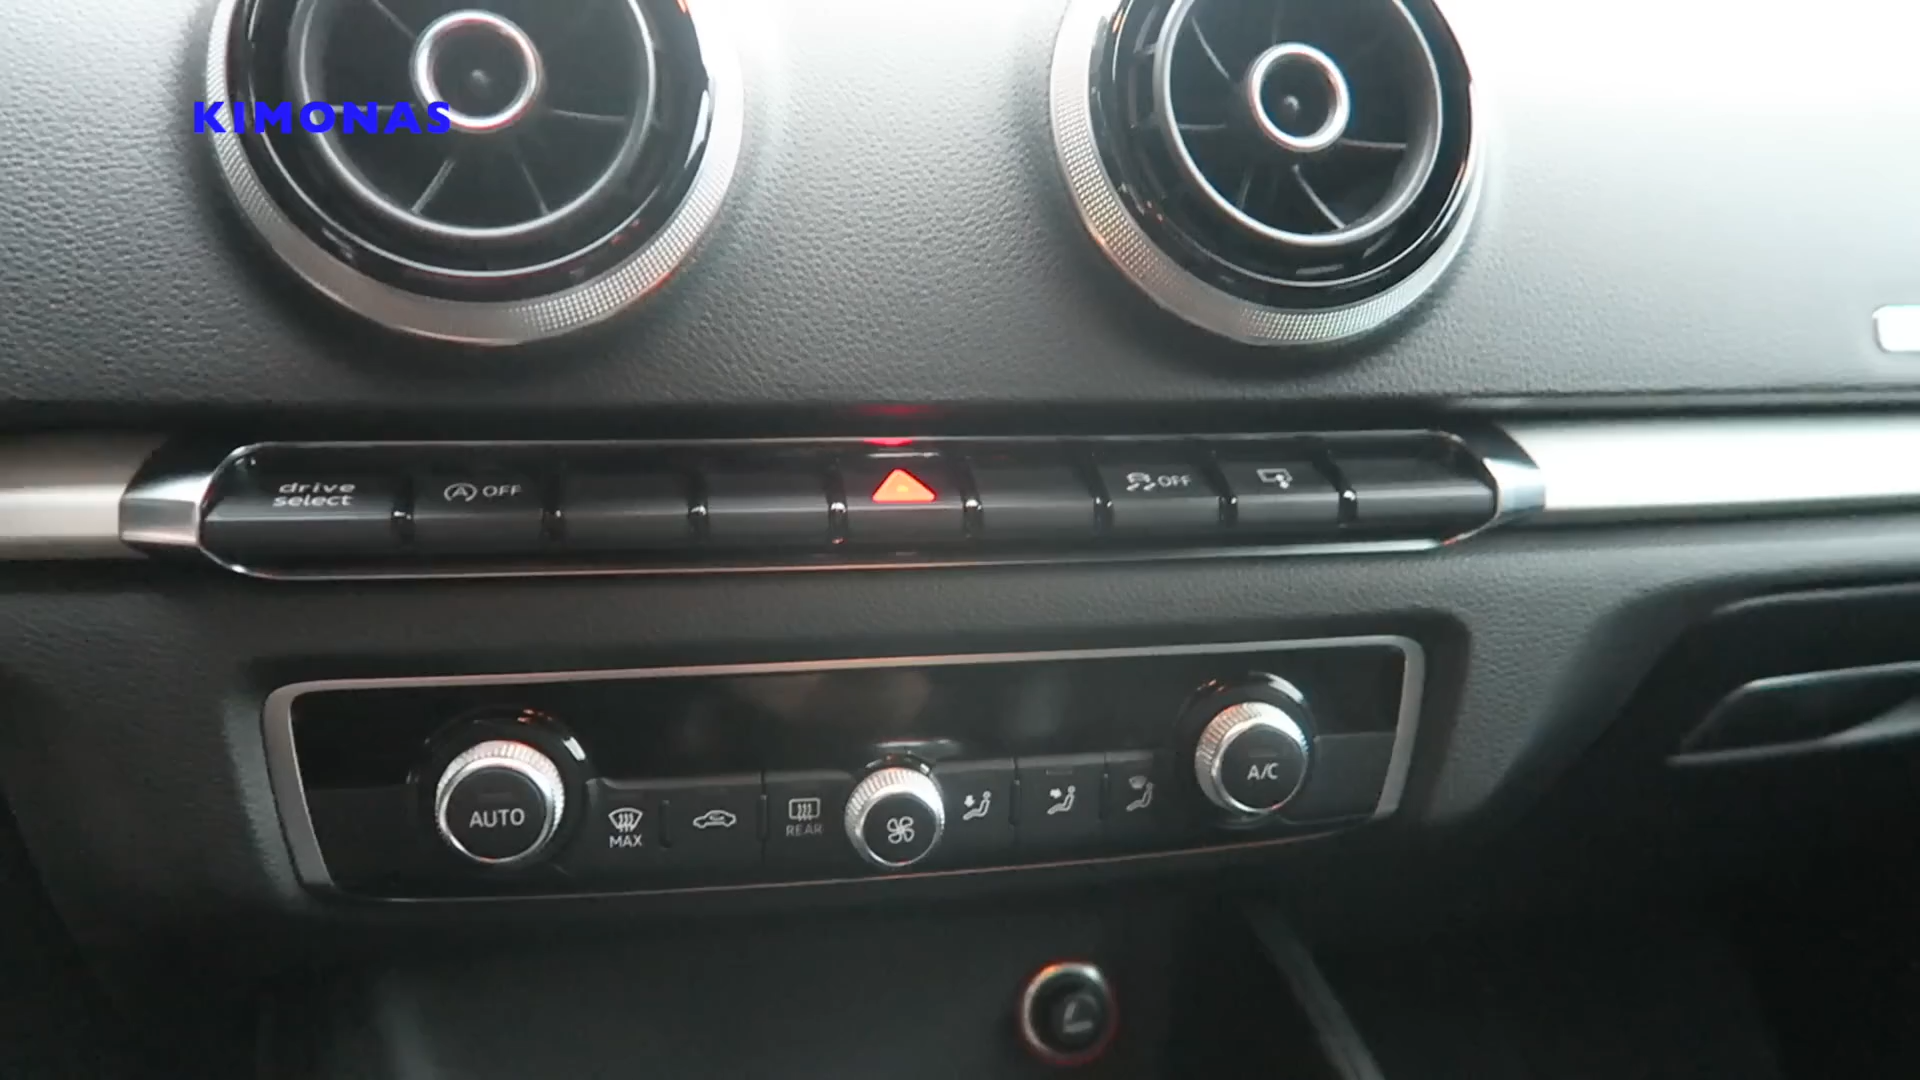 KIMONAS
drive
select
A OFF
OFF
AUTO
MAX
REAR
A/C